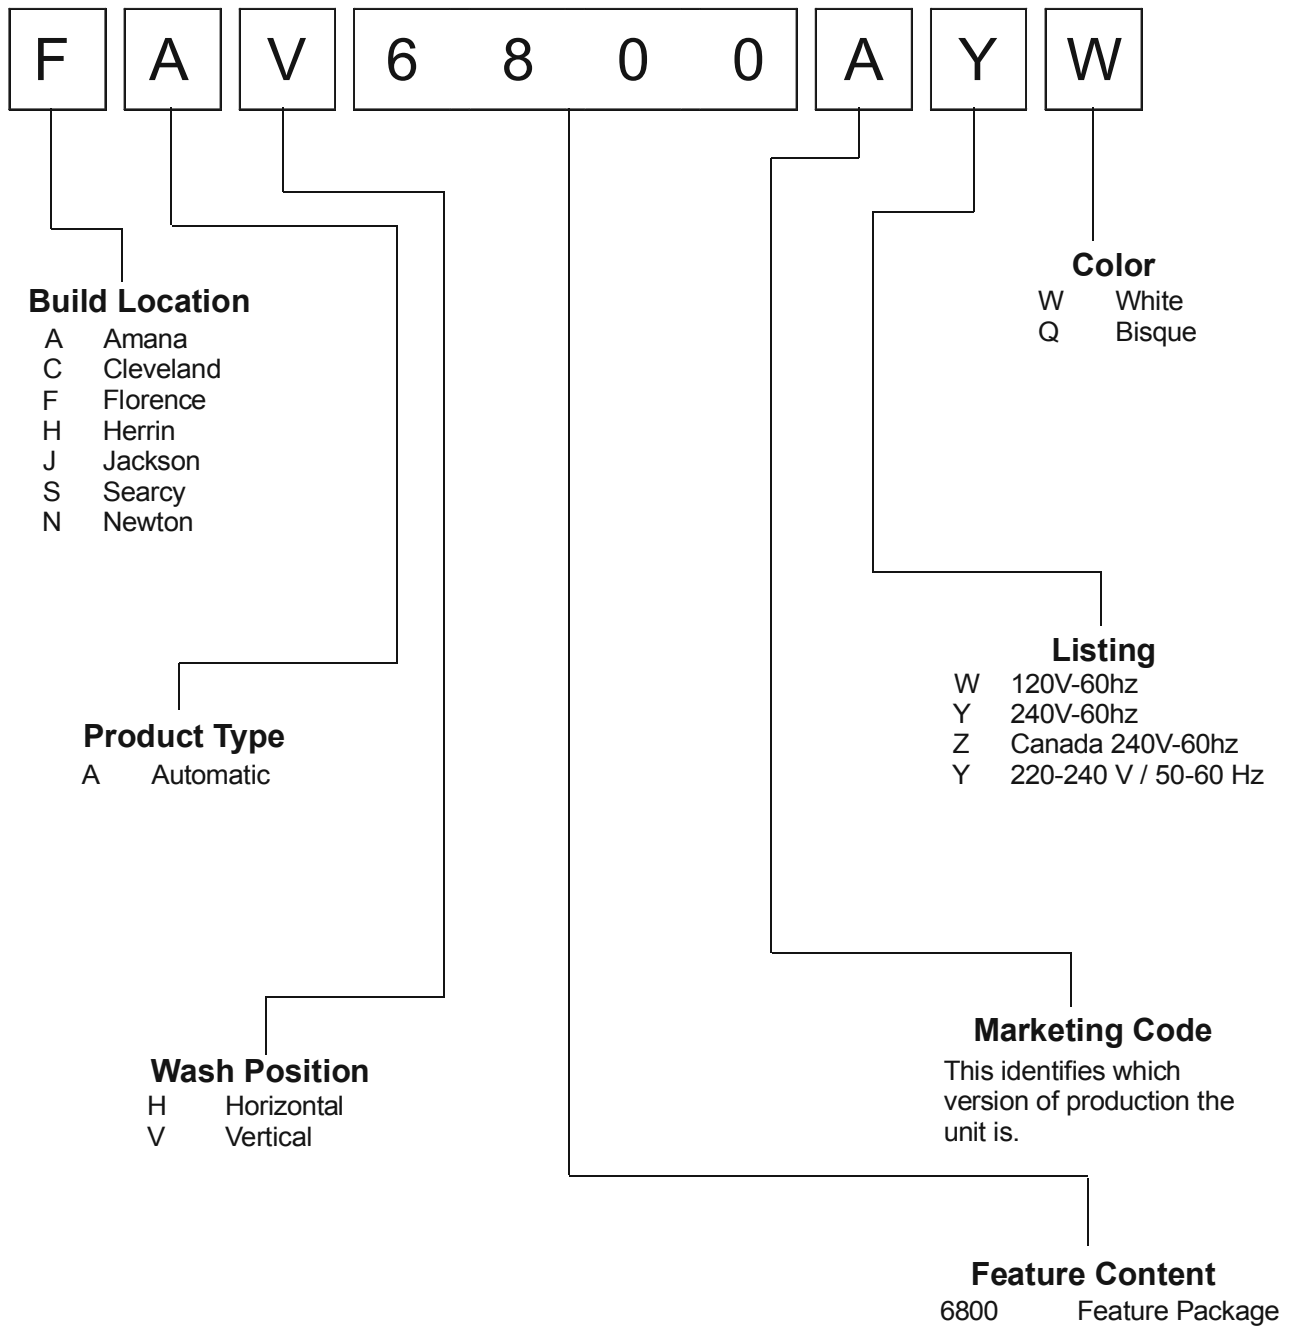 F A V 6 8 0 0 A Y W
Color
W White
Q Bisque
Build Location
A Amana
C Cleveland
F Florence
H Herrin
J Jackson
S Searcy
N Newton
Listing
W 120V-60hz
Y 240V-60hz
Z Canada 240V-60hz
Y 220-240 V / 50-60 Hz
Product Type
A Automatic
Marketing Code
This identifies which
version of production the
unit is.
Wash Position
H Horizontal
V Vertical
Feature Content
6800 Feature Package